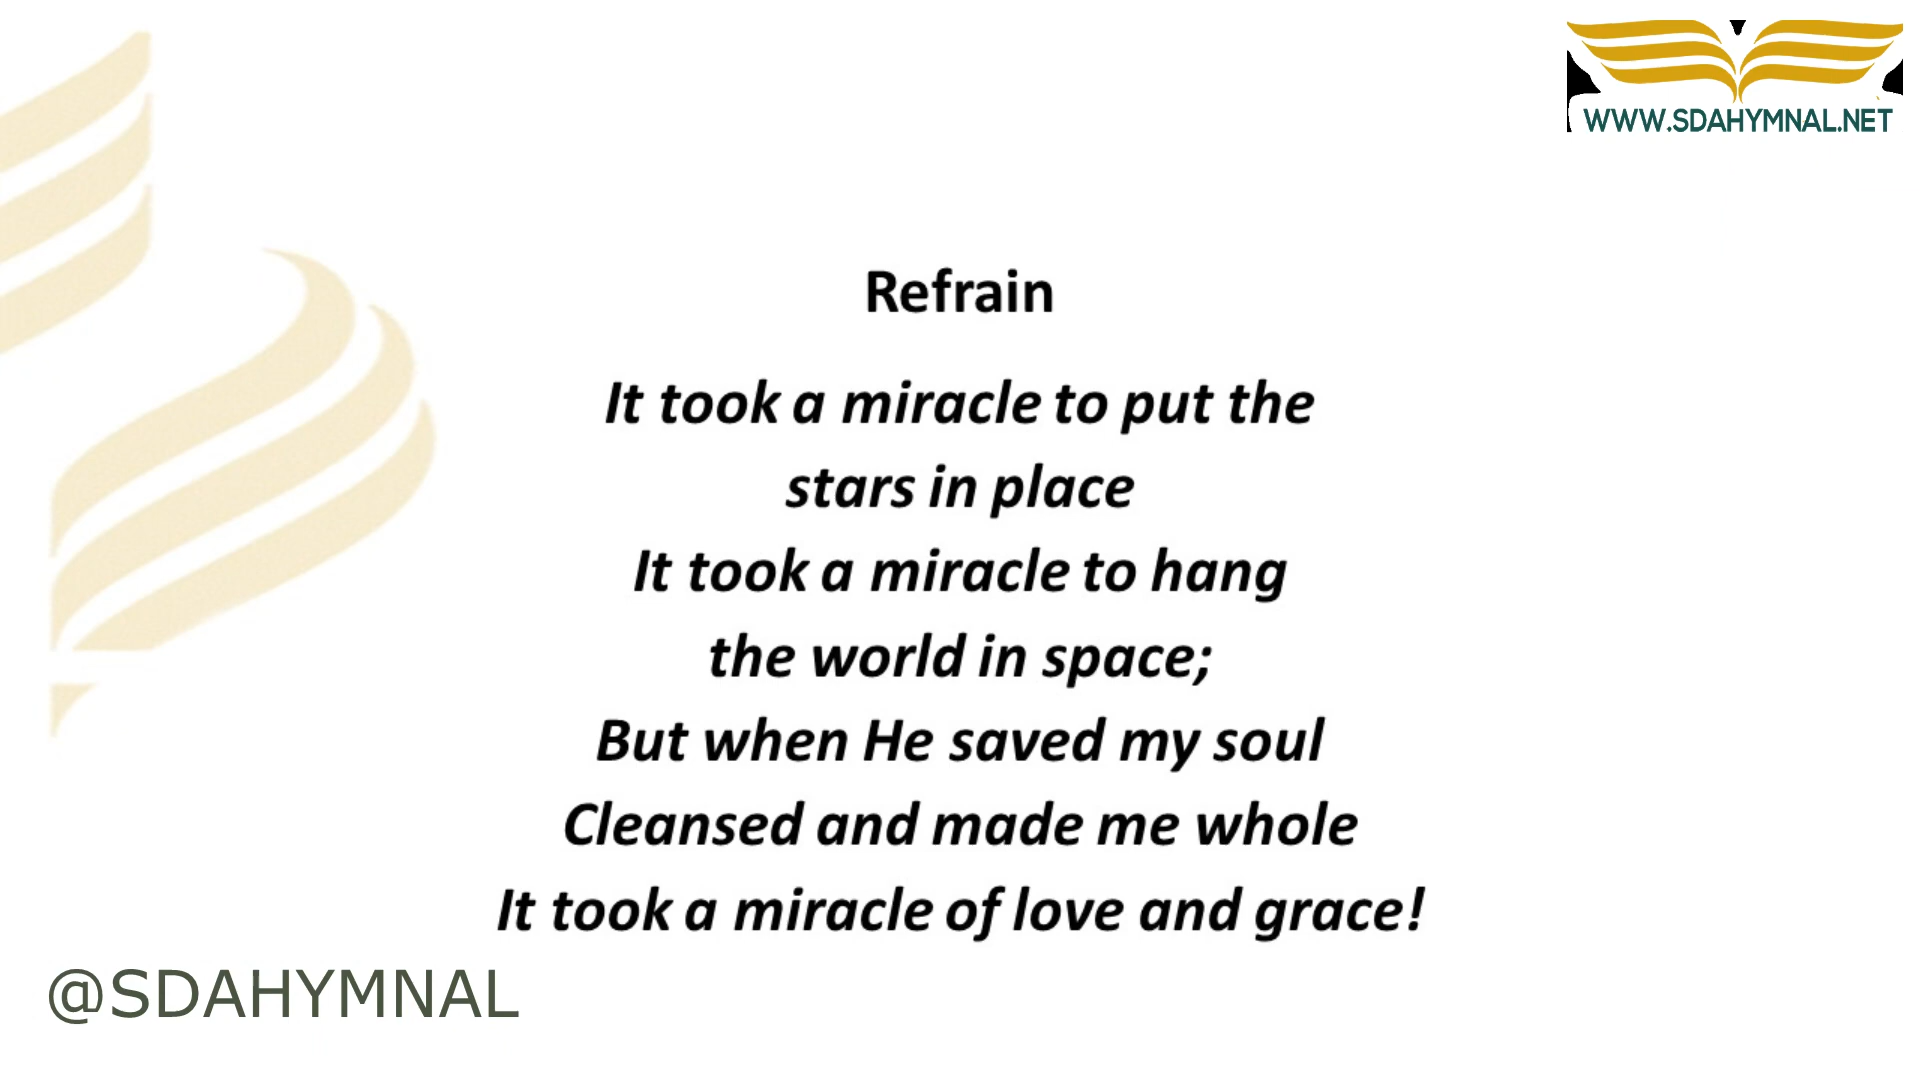 WWW.SDAHYMNAL.NET
Refrain
It took a miracle to put the
stars in place
It took a miracle to hang
the world in space;
But when He saved my soul
Cleansed and made me whole
It took a miracle of love and grace!
@SDAHYMNAL